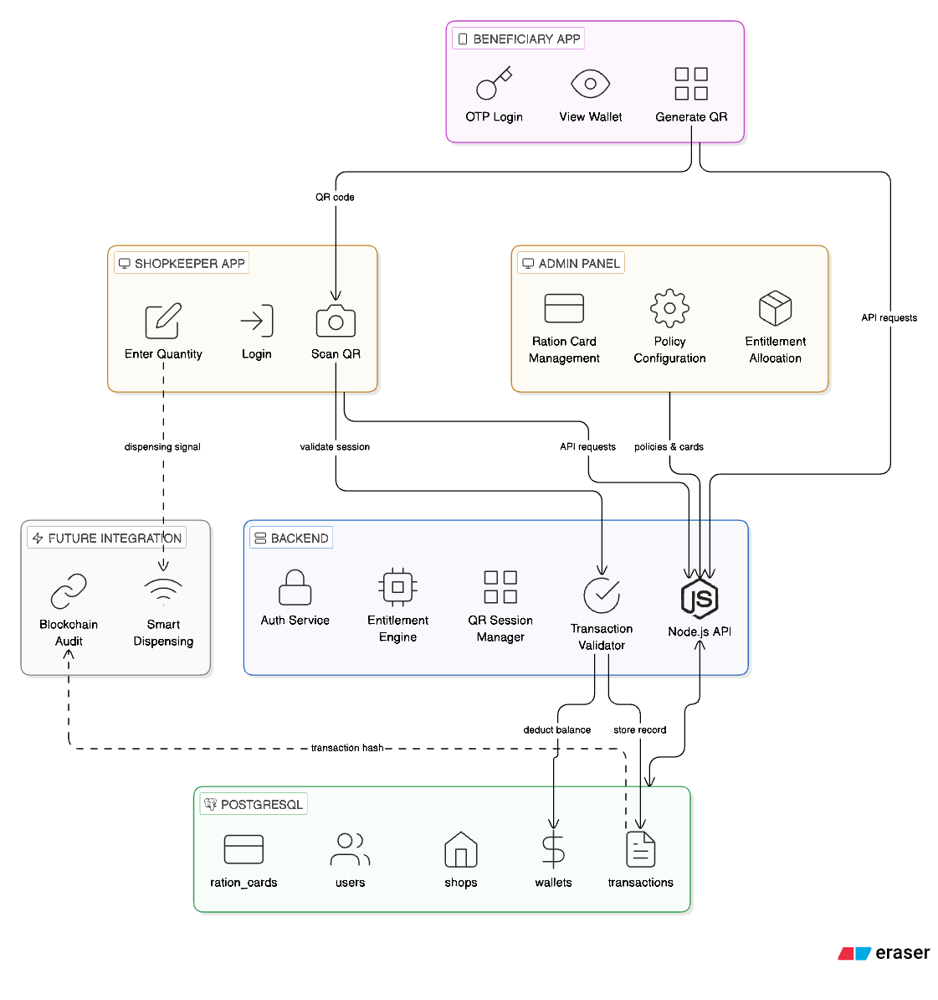 BENEFICIARY APP
OTP Login
View Wallet
Generate QR
QR code
SHOPKEEPER APP
Enter Quantity
Login
Scan QR
ADMIN PANEL
Ration Card
Management
Policy
Configuration
Entitlement
Allocation
API requests
dispensing signal
validate session
API requests
policies & cards
FUTURE INTEGRATION
Blockchain
Audit
Smart
Dispensing
BACKEND
Auth Service
Entitlement
Engine
QR Session
Manager
Transaction
Validator
JS
Node.js API
deduct balance
store record
transaction hash
POSTGRESQL
ration_cards
users
shops
wallets
transactions
eraser